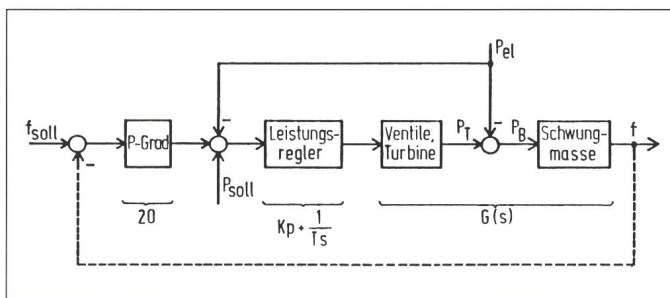 P_el
f_soll
P-Grad
P_soll
Leistungs-
regler
Ventile,
Turbine
P_T
P_B
Schwung-
masse
f
20
Kp + 1/Ts
G(s)